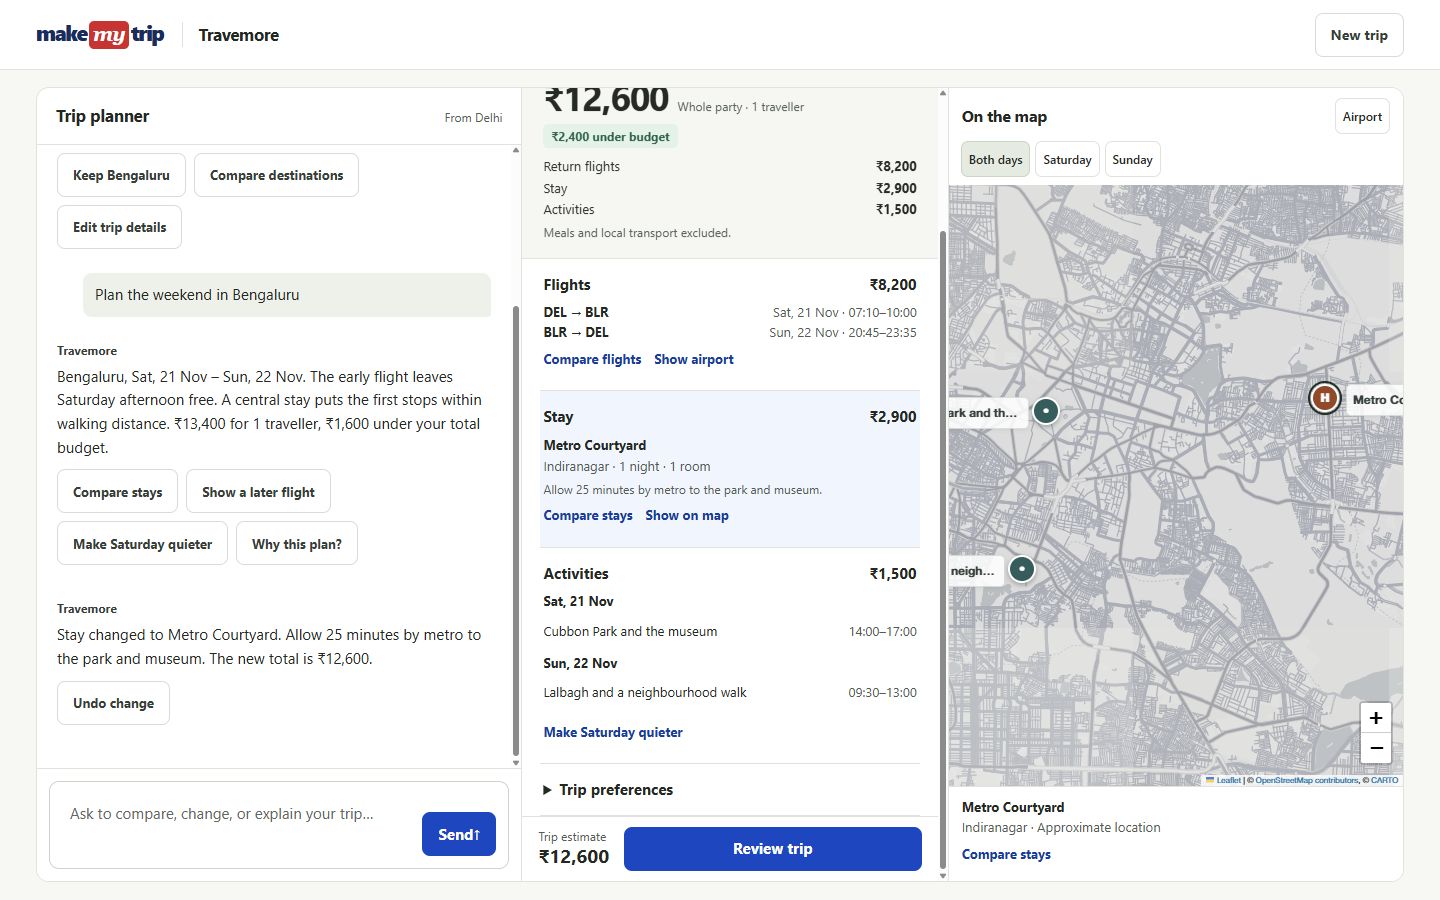 make my trip
Travemore
New trip
Trip planner
From Delhi
Keep Bengaluru
Compare destinations
Edit trip details
Plan the weekend in Bengaluru
Travemore
Bengaluru, Sat, 21 Nov – Sun, 22 Nov. The early flight leaves
Saturday afternoon free. A central stay puts the first stops within
walking distance. ₹13,400 for 1 traveller, ₹1,600 under your total
budget.
Compare stays
Show a later flight
Make Saturday quieter
Why this plan?
Travemore
Stay changed to Metro Courtyard. Allow 25 minutes by metro to
the park and museum. The new total is ₹12,600.
Undo change
Ask to compare, change, or explain your trip...
Send↑
₹12,600 Whole party · 1 traveller
₹2,400 under budget
Return flights ₹8,200
Stay ₹2,900
Activities ₹1,500
Meals and local transport excluded.
Flights ₹8,200
DEL → BLR Sat, 21 Nov · 07:10–10:00
BLR → DEL Sun, 22 Nov · 20:45–23:35
Compare flights Show airport
Stay ₹2,900
Metro Courtyard
Indiranagar · 1 night · 1 room
Allow 25 minutes by metro to the park and museum.
Compare stays Show on map
Activities ₹1,500
Sat, 21 Nov
Cubbon Park and the museum 14:00–17:00
Sun, 22 Nov
Lalbagh and a neighbourhood walk 09:30–13:00
Make Saturday quieter
▶ Trip preferences
Trip estimate
₹12,600
Review trip
On the map
Airport
Both days
Saturday
Sunday
ark and th...
H
Metro Co
neigh...
+
−
Leaflet | © OpenStreetMap contributors, © CARTO
Metro Courtyard
Indiranagar · Approximate location
Compare stays